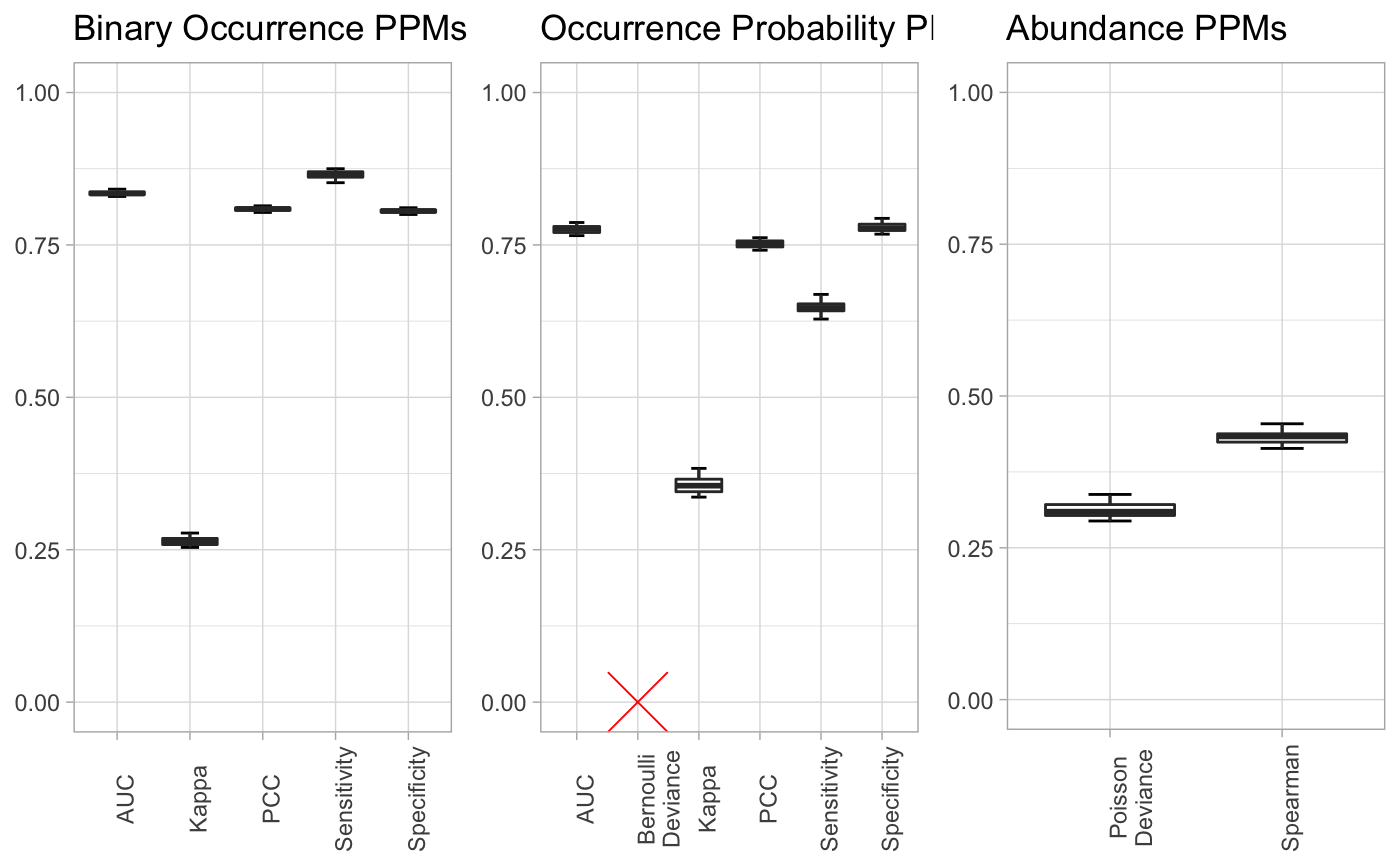 Binary Occurrence PPMs
1.00
0.75
0.50
0.25
0.00
AUC
Kappa
PCC
Sensitivity
Specificity
Occurrence Probability P
1.00
0.75
0.50
0.25
0.00
AUC
Bernoulli
Deviance
Kappa
PCC
Sensitivity
Specificity
Abundance PPMs
1.00
0.75
0.50
0.25
0.00
Poisson
Deviance
Spearman